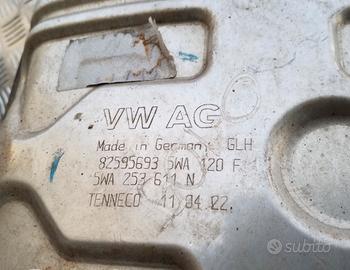 VW AG
Made in Germany GLH
82595693 5WA 120 F
5WA 253 611 N
TENNECO 11 04 22.
subito